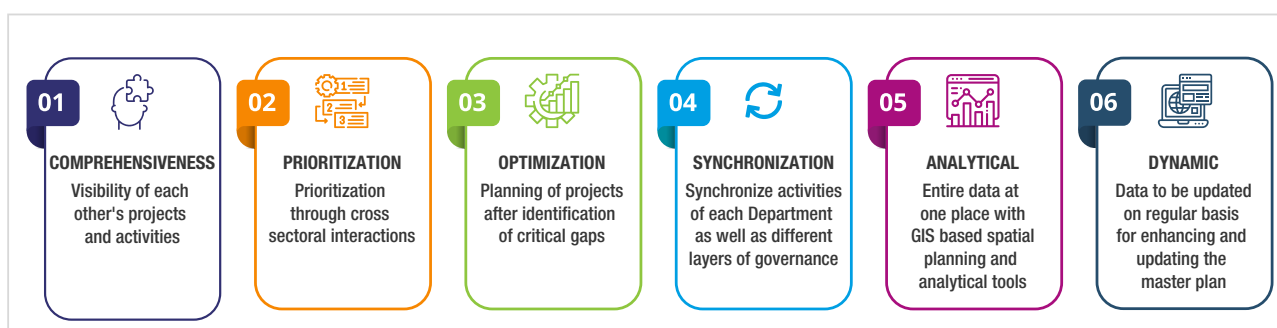 01
COMPREHENSIVENESS
Visibility of each
other's projects
and activities
02
1
2
3
PRIORITIZATION
Prioritization
through cross
sectoral interactions
03
OPTIMIZATION
Planning of projects
after identification
of critical gaps
04
SYNCHRONIZATION
Synchronize activities
of each Department
as well as different
layers of governance
05
ANALYTICAL
Entire data at
one place with
GIS based spatial
planning and
analytical tools
06
DYNAMIC
Data to be updated
on regular basis
for enhancing and
updating the
master plan